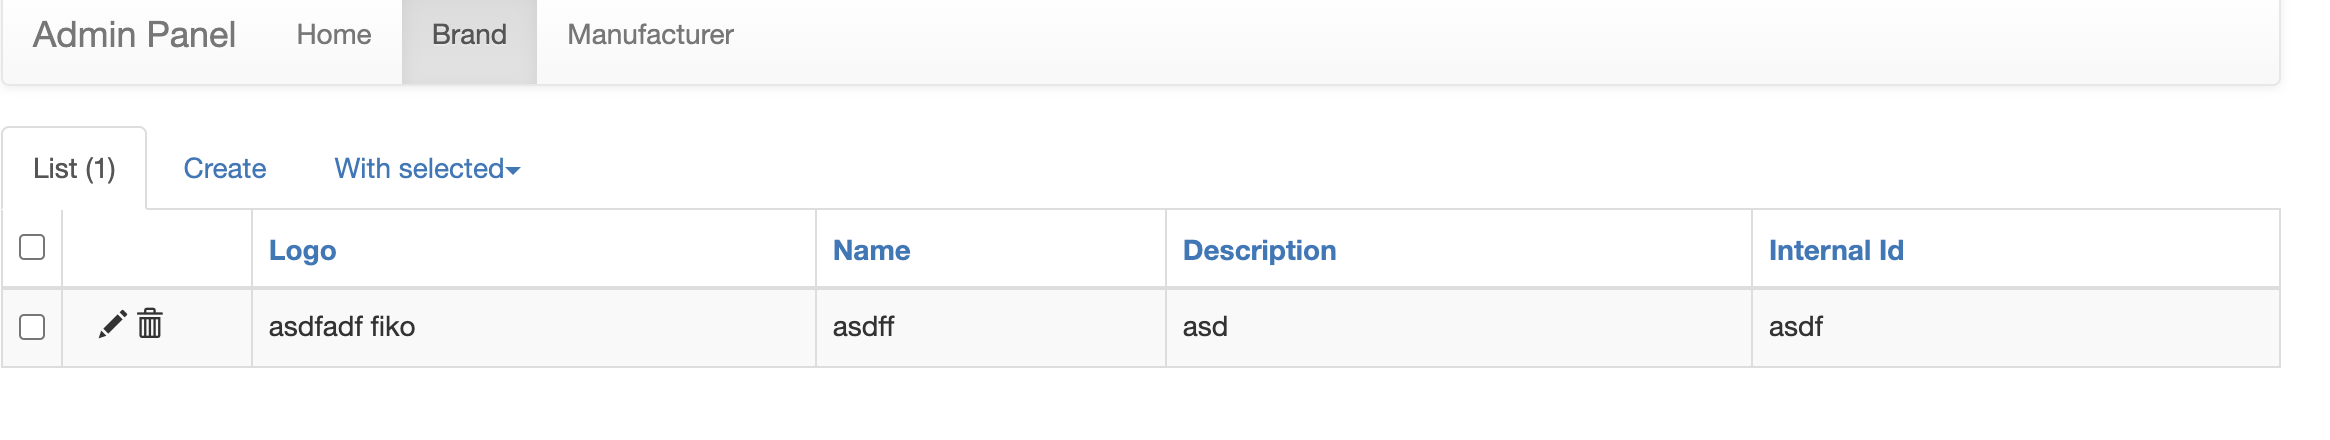 Admin Panel Home Brand Manufacturer
List (1) Create With selected
Logo Name Description Internal Id
asdfadf fiko asdff asd asdf